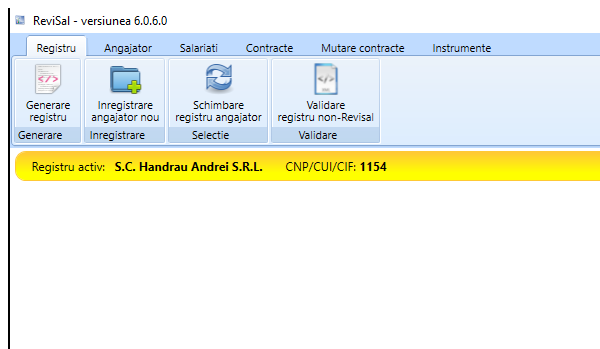 ReviSal - versiunea 6.0.6.0
Registru Angajator Salariati Contracte Mutare contracte Instrumente
Generare registru
Inregistrare angajator nou
Schimbare registru angajator
Validare registru non-Revisal
Generare Inregistrare Selectie Validare
Registru activ: S.C. Handrau Andrei S.R.L. CNP/CUI/CIF: 1154